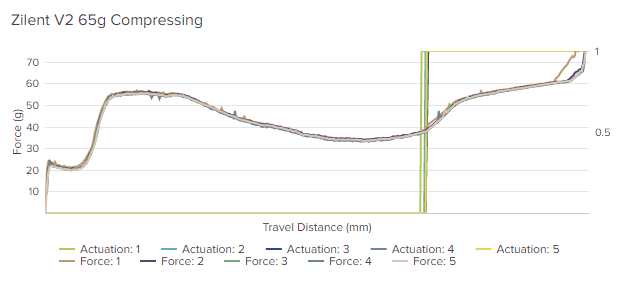 Zilent V2 65g Compressing
1
70
60
50
40
0.5
30
20
10
Force (g)
Travel Distance (mm)
Actuation: 1 Actuation: 2 Actuation: 3 Actuation: 4 Actuation: 5
Force: 1 Force: 2 Force: 3 Force: 4 Force: 5